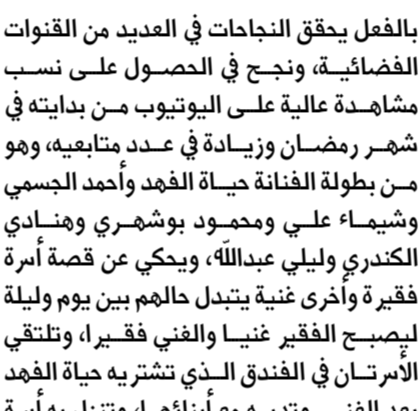 بالفعل يحقق النجاحات في العديد من القنوات
الفضائية، ونجح في الحصول على نسب
مشاهدة عالية على اليوتيوب من بدايته في
شهر رمضان وزيادة في عدد متابعيه، وهو
من بطولة الفنانة حياة الفهد وأحمد الجسمي
وشيماء علي ومحمود بوشهري وهنادي
الكندري وليلي عبدالله، ويحكي عن قصة أسرة
فقيرة وأخرى غنية يتبدل حالهم بين يوم وليلة
ليصبح الفقير غنيا والغني فقيرا، وتلتقي
الأسرتان في الفندق الذي تشتريه حياة الفهد